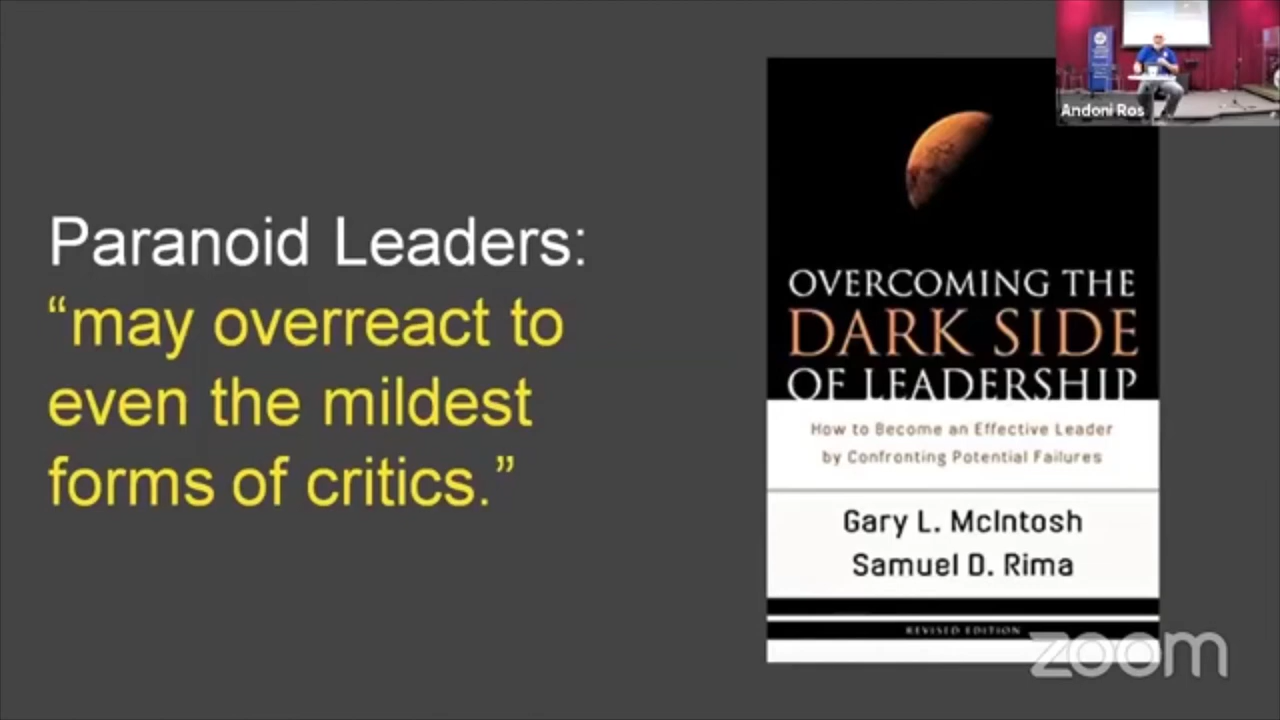 Paranoid Leaders:
“may overreact to
even the mildest
forms of critics.”
OVERCOMING THE
DARK SIDE
OF LEADERSHIP
How to Become an Effective Leader
by Confronting Potential Failures
Gary L. McIntosh
Samuel D. Rima
REVISED EDITION
Andoni Ros
zoom